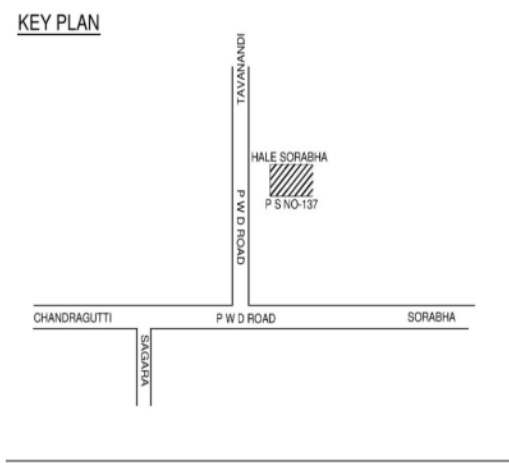 KEY PLAN
TAVANANDI
HALE SORABHA
P S NO-137
P W D ROAD
CHANDRAGUTTI
P W D ROAD
SORABHA
SAGARA